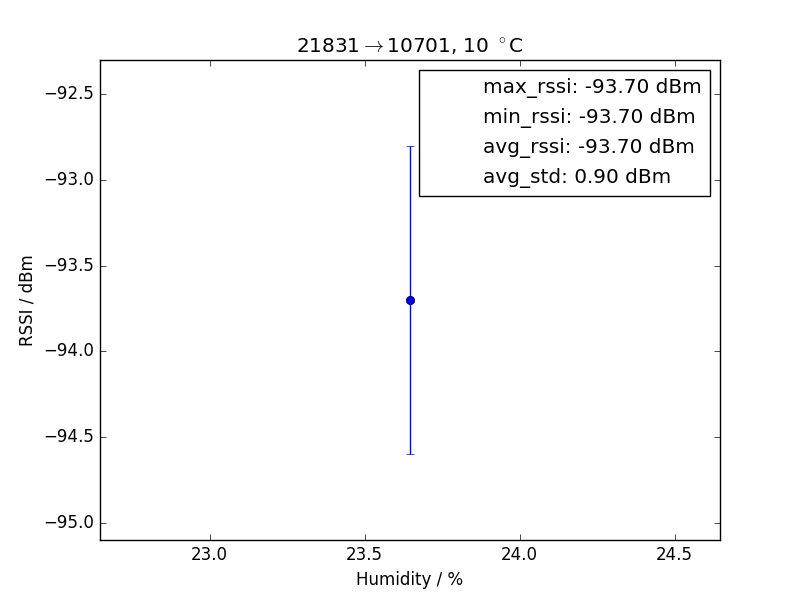 21831→10701, 10 °C
max_rssi: -93.70 dBm
min_rssi: -93.70 dBm
avg_rssi: -93.70 dBm
avg_std: 0.90 dBm
RSSI / dBm
−92.5
−93.0
−93.5
−94.0
−94.5
−95.0
23.0 23.5 24.0 24.5
Humidity / %